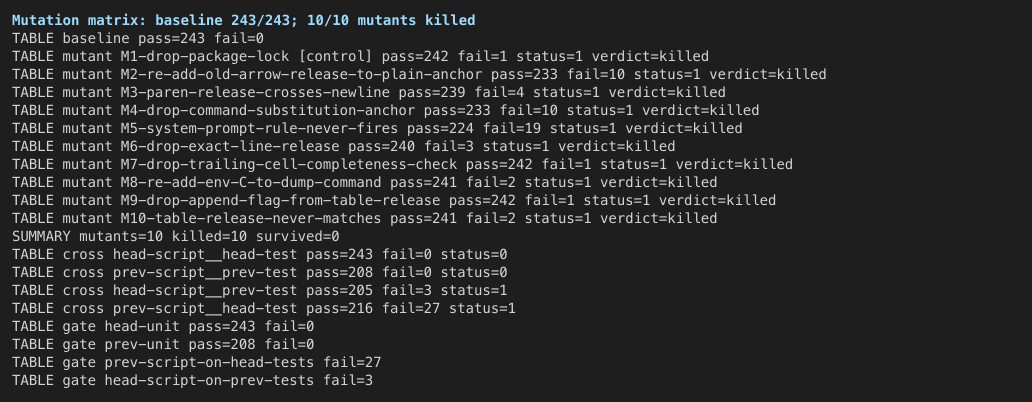 Mutation matrix: baseline 243/243; 10/10 mutants killed
TABLE baseline pass=243 fail=0
TABLE mutant M1-drop-package-lock [control] pass=242 fail=1 status=1 verdict=killed
TABLE mutant M2-re-add-old-arrow-release-to-plain-anchor pass=233 fail=10 status=1 verdict=killed
TABLE mutant M3-paren-release-crosses-newline pass=239 fail=4 status=1 verdict=killed
TABLE mutant M4-drop-command-substitution-anchor pass=233 fail=10 status=1 verdict=killed
TABLE mutant M5-system-prompt-rule-never-fires pass=224 fail=19 status=1 verdict=killed
TABLE mutant M6-drop-exact-line-release pass=240 fail=3 status=1 verdict=killed
TABLE mutant M7-drop-trailing-cell-completeness-check pass=242 fail=1 status=1 verdict=killed
TABLE mutant M8-re-add-env-C-to-dump-command pass=241 fail=2 status=1 verdict=killed
TABLE mutant M9-drop-append-flag-from-table-release pass=242 fail=1 status=1 verdict=killed
TABLE mutant M10-table-release-never-matches pass=241 fail=2 status=1 verdict=killed
SUMMARY mutants=10 killed=10 survived=0
TABLE cross head-script__head-test pass=243 fail=0 status=0
TABLE cross prev-script__prev-test pass=208 fail=0 status=0
TABLE cross head-script__prev-test pass=205 fail=3 status=1
TABLE cross prev-script__head-test pass=216 fail=27 status=1
TABLE gate head-unit pass=243 fail=0
TABLE gate prev-unit pass=208 fail=0
TABLE gate prev-script-on-head-tests fail=27
TABLE gate head-script-on-prev-tests fail=3